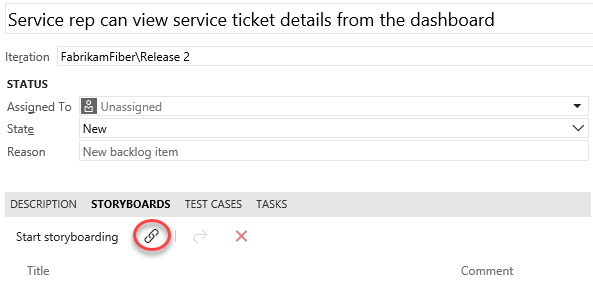 Service rep can view service ticket details from the dashboard
Iteration FabrikamFiber\Release 2
STATUS
Assigned To Unassigned
State New
Reason New backlog item
DESCRIPTION STORYBOARDS TEST CASES TASKS
Start storyboarding
Title Comment